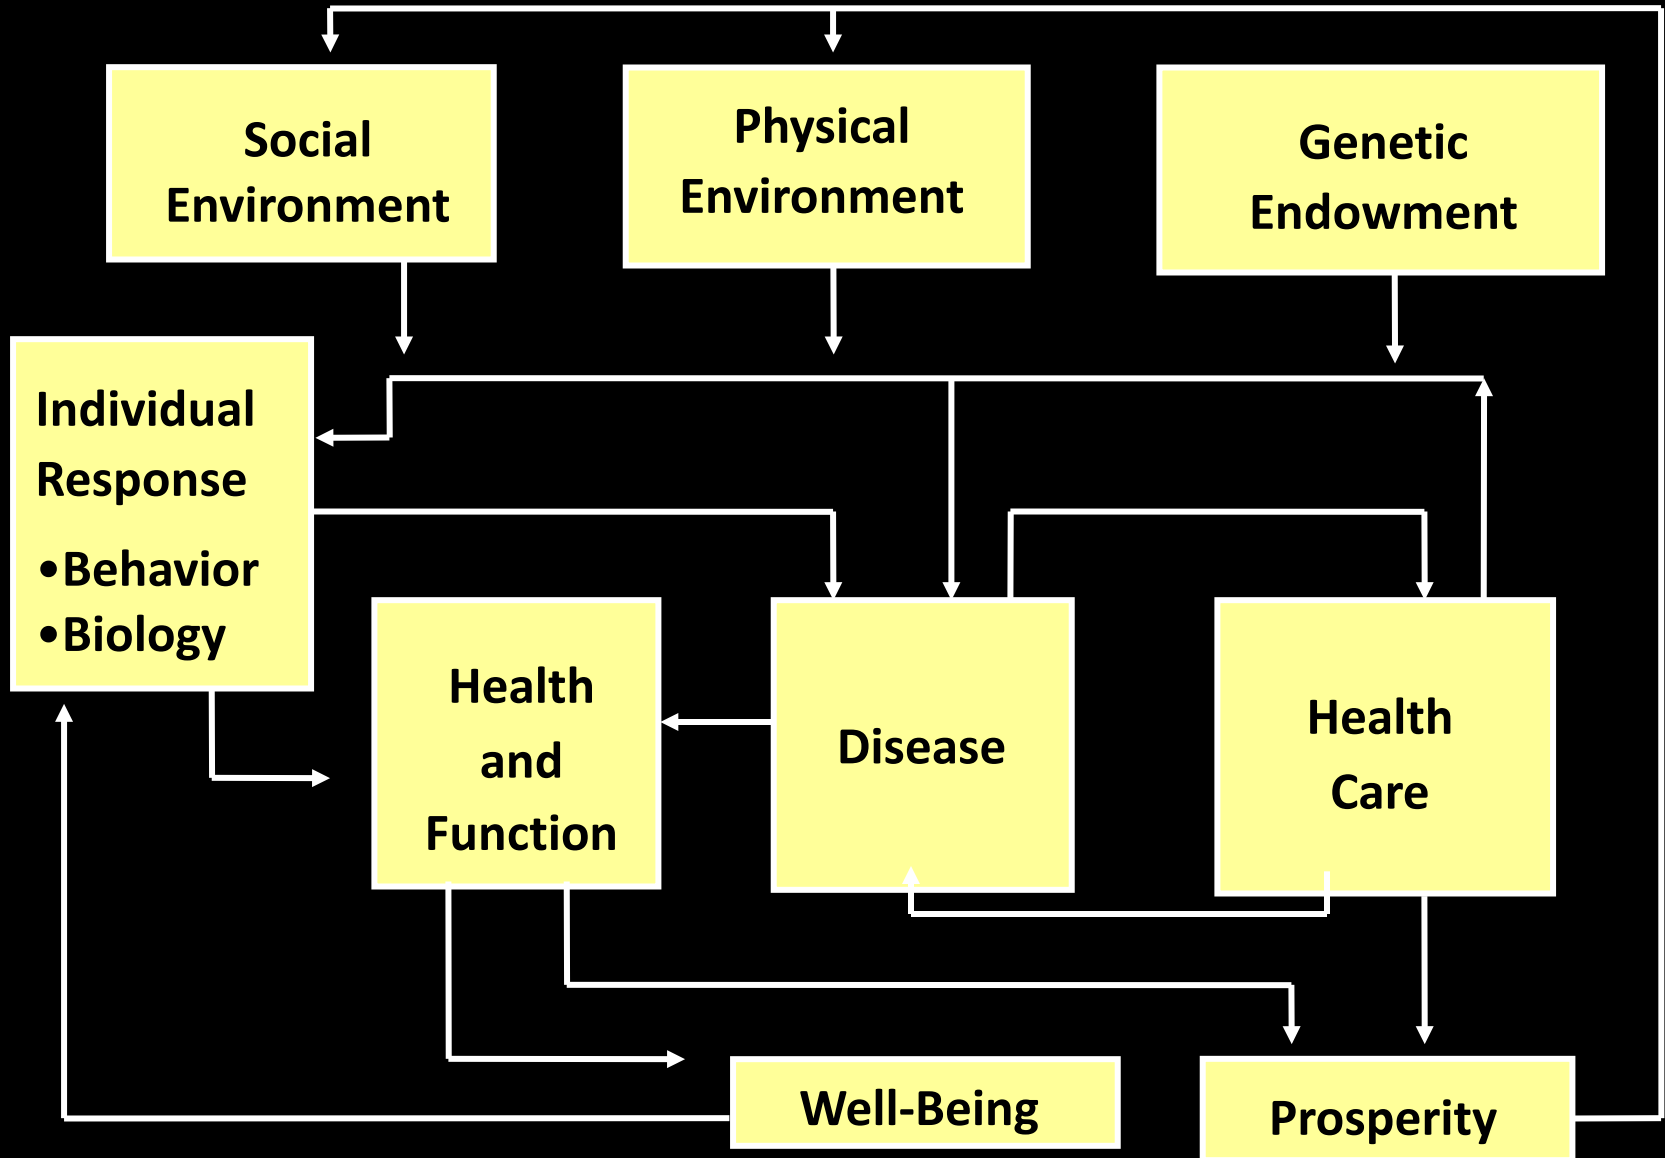 Social
Environment
Physical
Environment
Genetic
Endowment
Individual
Response
•Behavior
•Biology
Health
and
Function
Disease
Health
Care
Well-Being
Prosperity